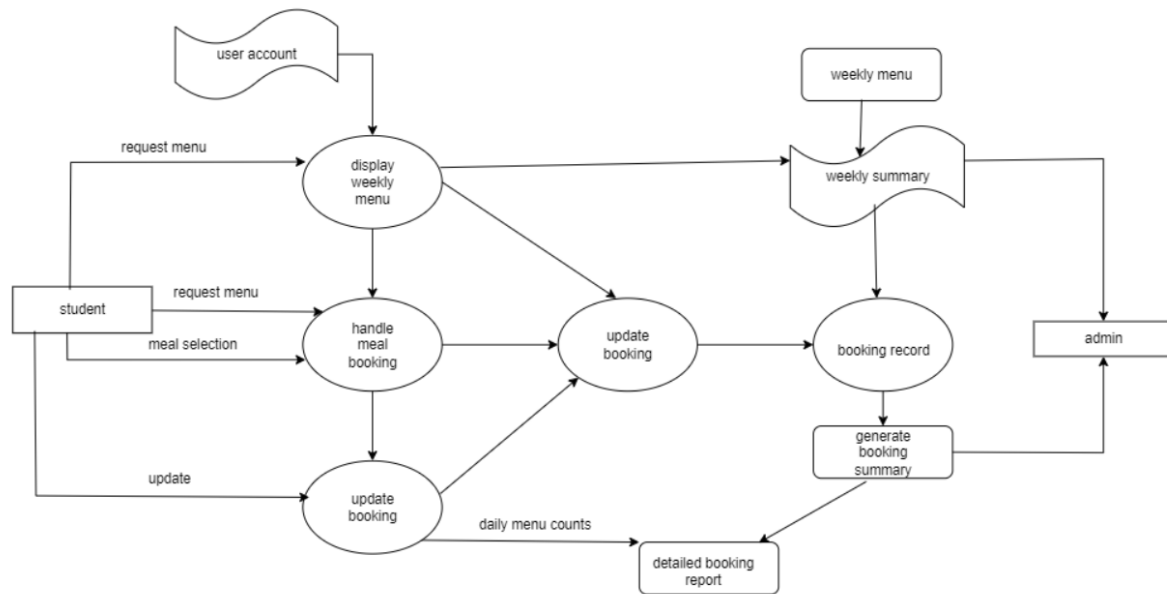 user account
weekly menu
request menu
display
weekly
menu
weekly summary
student
request menu
meal selection
handle
meal
booking
update
booking
booking record
admin
generate
booking
summary
update
update
booking
daily menu counts
detailed booking
report